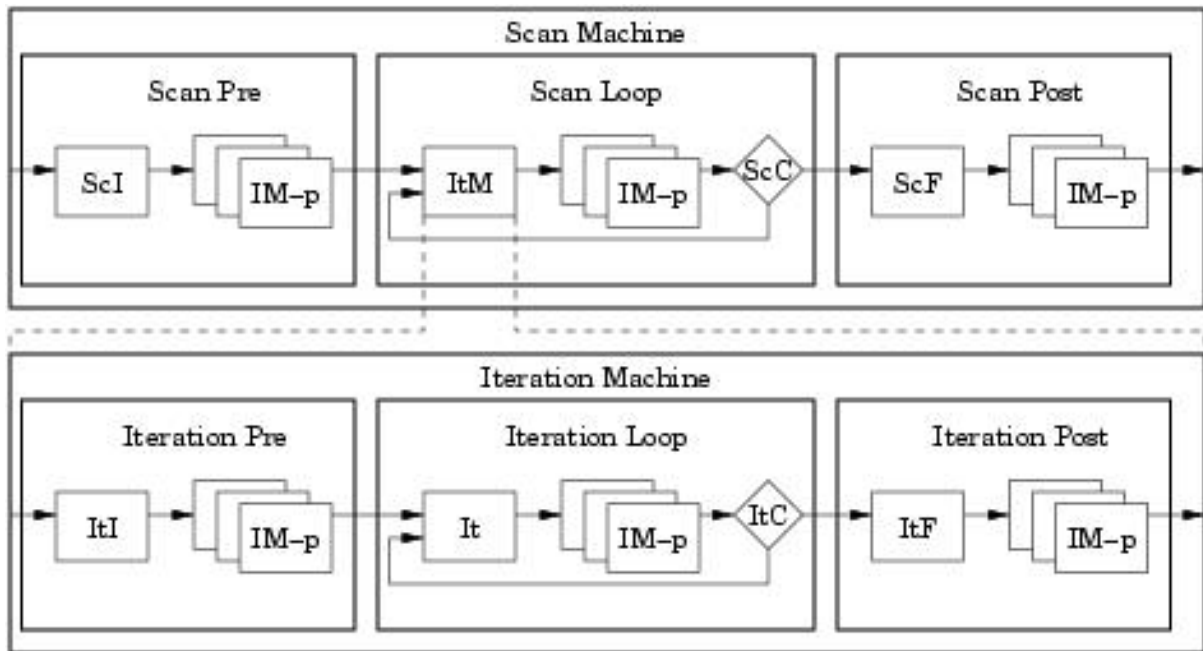 Scan Machine
Scan Pre
Scan Loop
Scan Post
ScI
IM–p
ItM
IM–p
ScC
ScF
IM–p
Iteration Machine
Iteration Pre
Iteration Loop
Iteration Post
ItI
IM–p
It
IM–p
ItC
ItF
IM–p